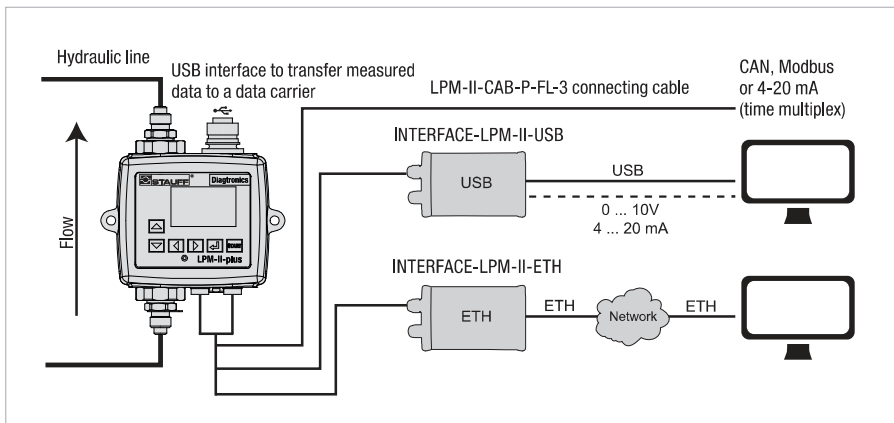 Hydraulic line
USB interface to transfer measured
data to a data carrier
LPM-II-CAB-P-FL-3 connecting cable
CAN, Modbus
or 4-20 mA
(time multiplex)
INTERFACE-LPM-II-USB
USB
USB
0 ... 10V
4 ... 20 mA
STAUFF®
Diagtronics
Flow
© LPM-II-plus
INTERFACE-LPM-II-ETH
ETH
ETH
Network
ETH